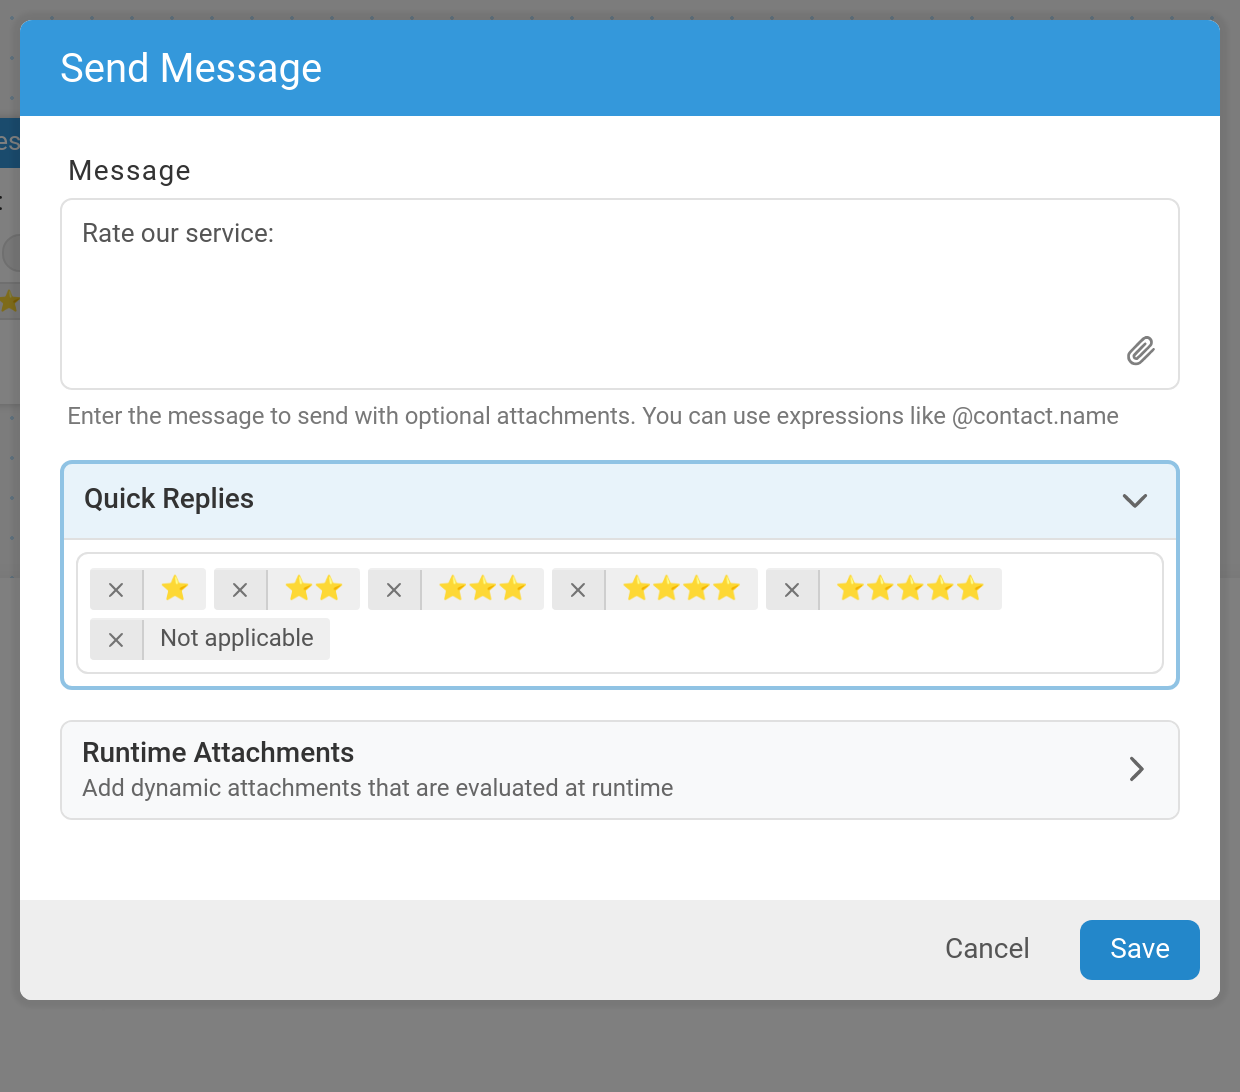 Send Message
es
Message
Rate our service:
Enter the message to send with optional attachments. You can use expressions like @contact.name
Quick Replies
⭐ ⭐⭐ ⭐⭐⭐ ⭐⭐⭐⭐ ⭐⭐⭐⭐⭐
Not applicable
Runtime Attachments
Add dynamic attachments that are evaluated at runtime
Cancel Save